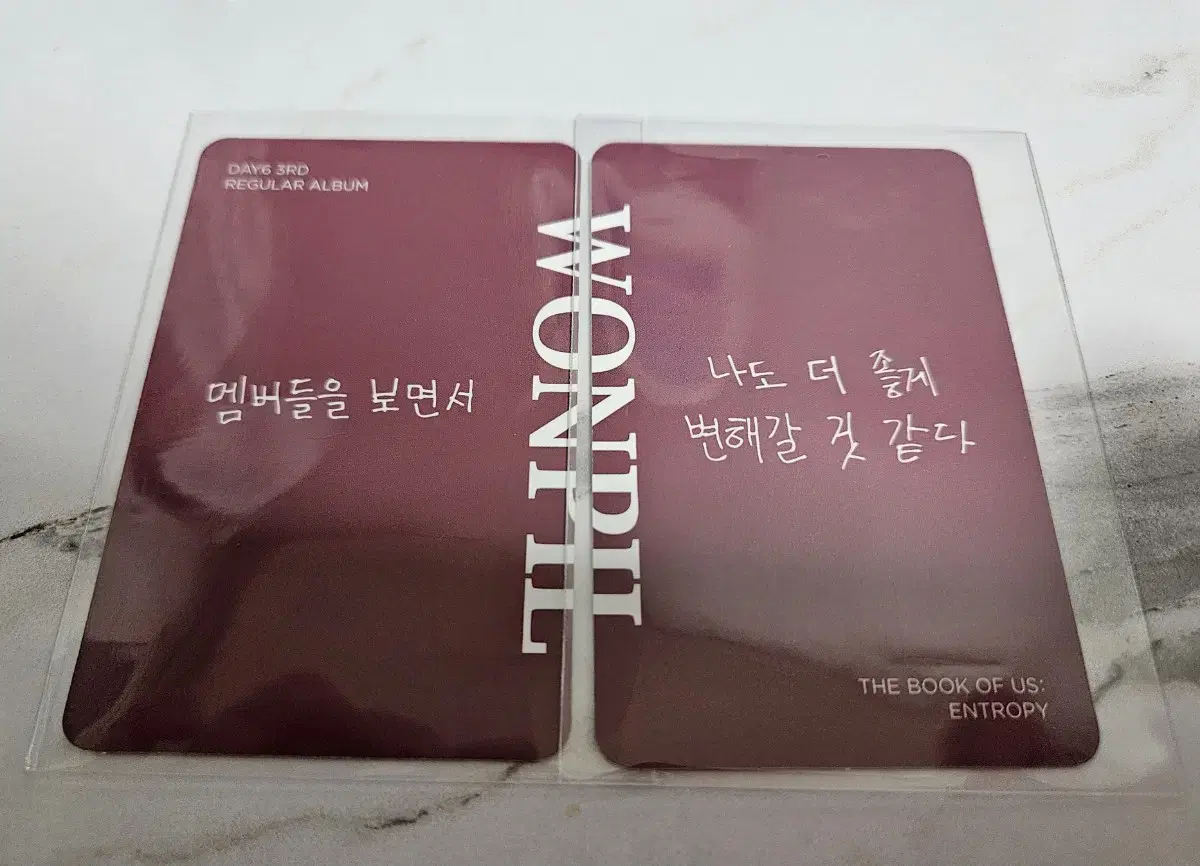 DAY6 3RD
REGULAR ALBUM
멤버들을 보면서
WONPIL
나도 더 좋게
변해갈 것 같다
THE BOOK OF US:
ENTROPY